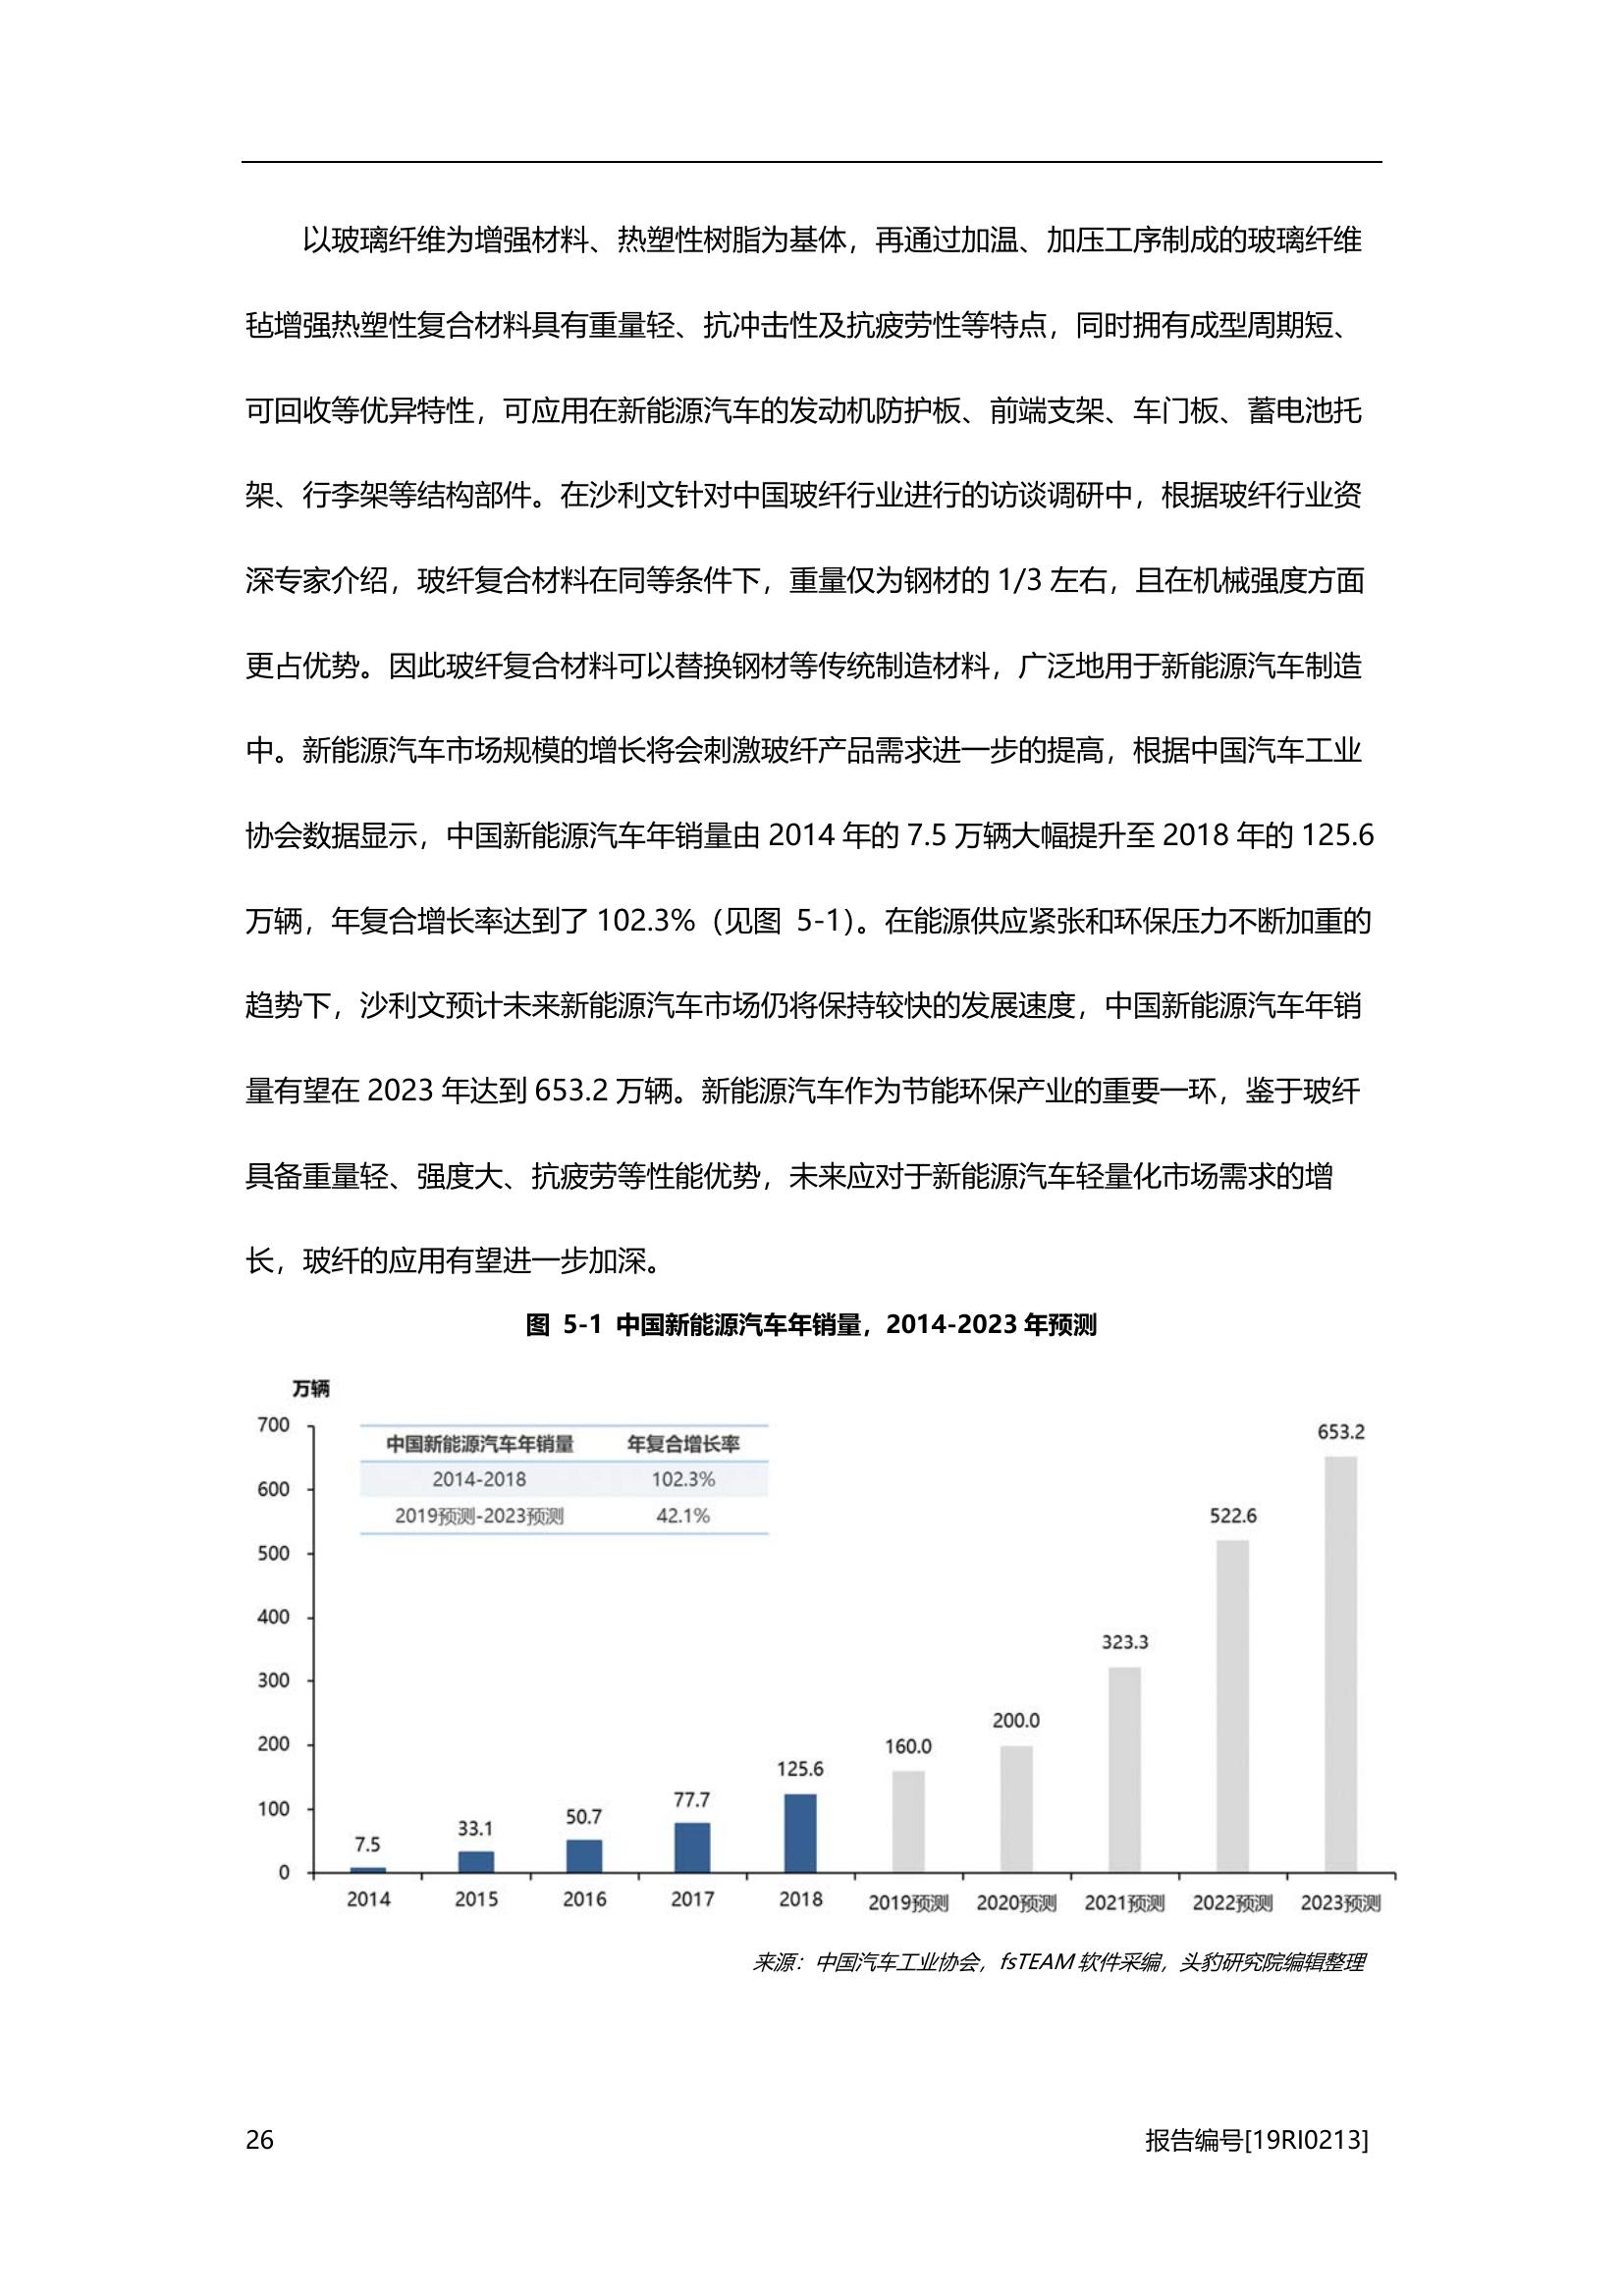 以玻璃纤维为增强材料、热塑性树脂为基体，再通过加温、加压工序制成的玻璃纤维
毡增强热塑性复合材料具有重量轻、抗冲击性及抗疲劳性等特点，同时拥有成型周期短、
可回收等优异特性，可应用在新能源汽车的发动机防护板、前端支架、车门板、蓄电池托
架、行李架等结构部件。在沙利文针对中国玻纤行业进行的访谈调研中，根据玻纤行业资
深专家介绍，玻纤复合材料在同等条件下，重量仅为钢材的 1/3 左右，且在机械强度方面
更占优势。因此玻纤复合材料可以替换钢材等传统制造材料，广泛地用于新能源汽车制造
中。新能源汽车市场规模的增长将会刺激玻纤产品需求进一步的提高，根据中国汽车工业
协会数据显示，中国新能源汽车年销量由 2014 年的 7.5 万辆大幅提升至 2018 年的 125.6
万辆，年复合增长率达到了 102.3%（见图 5-1）。在能源供应紧张和环保压力不断加重的
趋势下，沙利文预计未来新能源汽车市场仍将保持较快的发展速度，中国新能源汽车年销
量有望在 2023 年达到 653.2 万辆。新能源汽车作为节能环保产业的重要一环，鉴于玻纤
具备重量轻、强度大、抗疲劳等性能优势，未来应对于新能源汽车轻量化市场需求的增
长，玻纤的应用有望进一步加深。
图 5-1 中国新能源汽车年销量，2014-2023 年预测
万辆
700
600
500
400
300
200
100
0
中国新能源汽车年销量 年复合增长率
2014-2018 102.3%
2019预测-2023预测 42.1%
7.5 33.1 50.7 77.7 125.6 160.0 200.0 323.3 522.6 653.2
2014 2015 2016 2017 2018 2019预测 2020预测 2021预测 2022预测 2023预测
来源：中国汽车工业协会，fsTEAM 软件采编，头豹研究院编辑整理
26 报告编号[19RI0213]